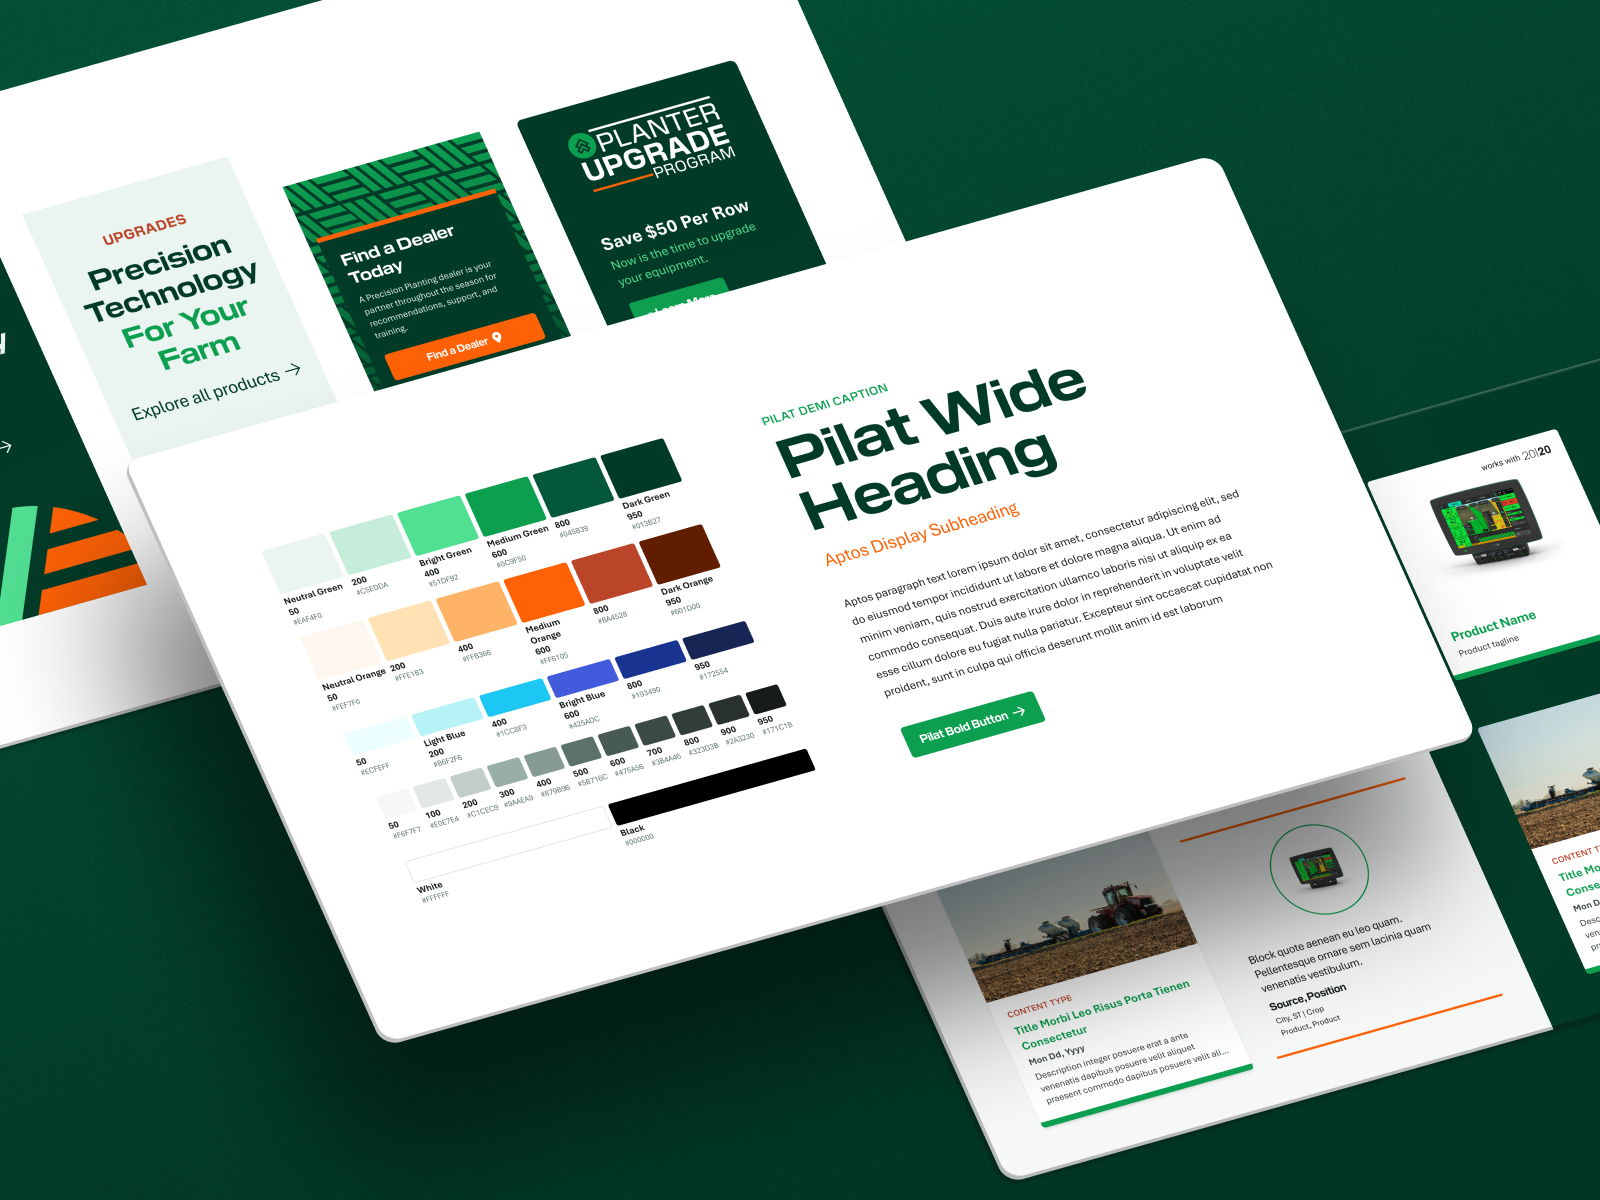 UPGRADES
Precision
Technology
For Your
Farm
Explore all products →
Find a Dealer
Today
A Precision Planting dealer is your
partner throughout the season for
recommendations, support, and
training.
Find a Dealer
PLANTER
UPGRADE
PROGRAM
Save $50 Per Row
Now is the time to upgrade
your equipment.
Learn More
Neutral Green
50
#EAF4F0
200
#C5EDDA
Bright Green
400
#51DF92
Medium Green
600
#0C9F50
800
#045839
Dark Green
950
#013B27
Neutral Orange
50
#FEF7F0
200
#FFE1B3
400
#FFB366
Medium
Orange
600
#FF6105
800
#BA4528
Dark Orange
950
#601D00
50
#ECFEFF
Light Blue
200
#B6F2F6
400
#1CC8F3
Bright Blue
600
#425ADC
800
#193490
950
#172554
50
#F6F7F7
100
#E0E7E4
200
#C1CEC9
300
#9AAEA9
400
#879B96
500
#5B716C
600
#475A56
700
#3B4A46
800
#323D3B
900
#2A3230
950
#171C1B
White
#FFFFFF
Black
#000000
PILAT DEMI CAPTION
Pilat Wide
Heading
Aptos Display Subheading
Aptos paragraph text lorem ipsum dolor sit amet, consectetur adipiscing elit, sed
do eiusmod tempor incididunt ut labore et dolore magna aliqua. Ut enim ad
minim veniam, quis nostrud exercitation ullamco laboris nisi ut aliquip ex ea
commodo consequat. Duis aute irure dolor in reprehenderit in voluptate velit
esse cillum dolore eu fugiat nulla pariatur. Excepteur sint occaecat cupidatat non
proident, sunt in culpa qui officia deserunt mollit anim id est laborum
Pilat Bold Button →
works with 20|20
Product Name
Product tagline
CONTENT TYPE
Title Morbi Leo Risus Porta Tienen
Consectetur
Mon Dd, Yyyy
Description integer posuere erat a ante
venenatis dapibus posuere velit aliquet
praesent commodo dapibus posuere velit ali...
Block quote aenean eu leo quam.
Pellentesque ornare sem lacinia quam
venenatis vestibulum.
Source, Position
City, ST | Crop
Product, Product
CONTENT T
Title Mo
Conse
Mon D
Desc
ven
pr